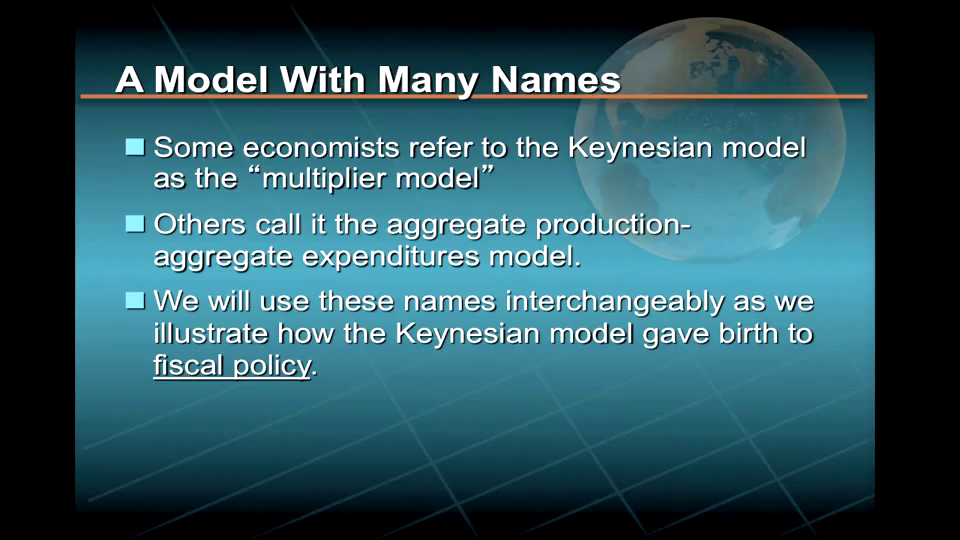 A Model With Many Names
Some economists refer to the Keynesian model
as the “multiplier model”
Others call it the aggregate production-
aggregate expenditures model.
We will use these names interchangeably as we
illustrate how the Keynesian model gave birth to
fiscal policy.